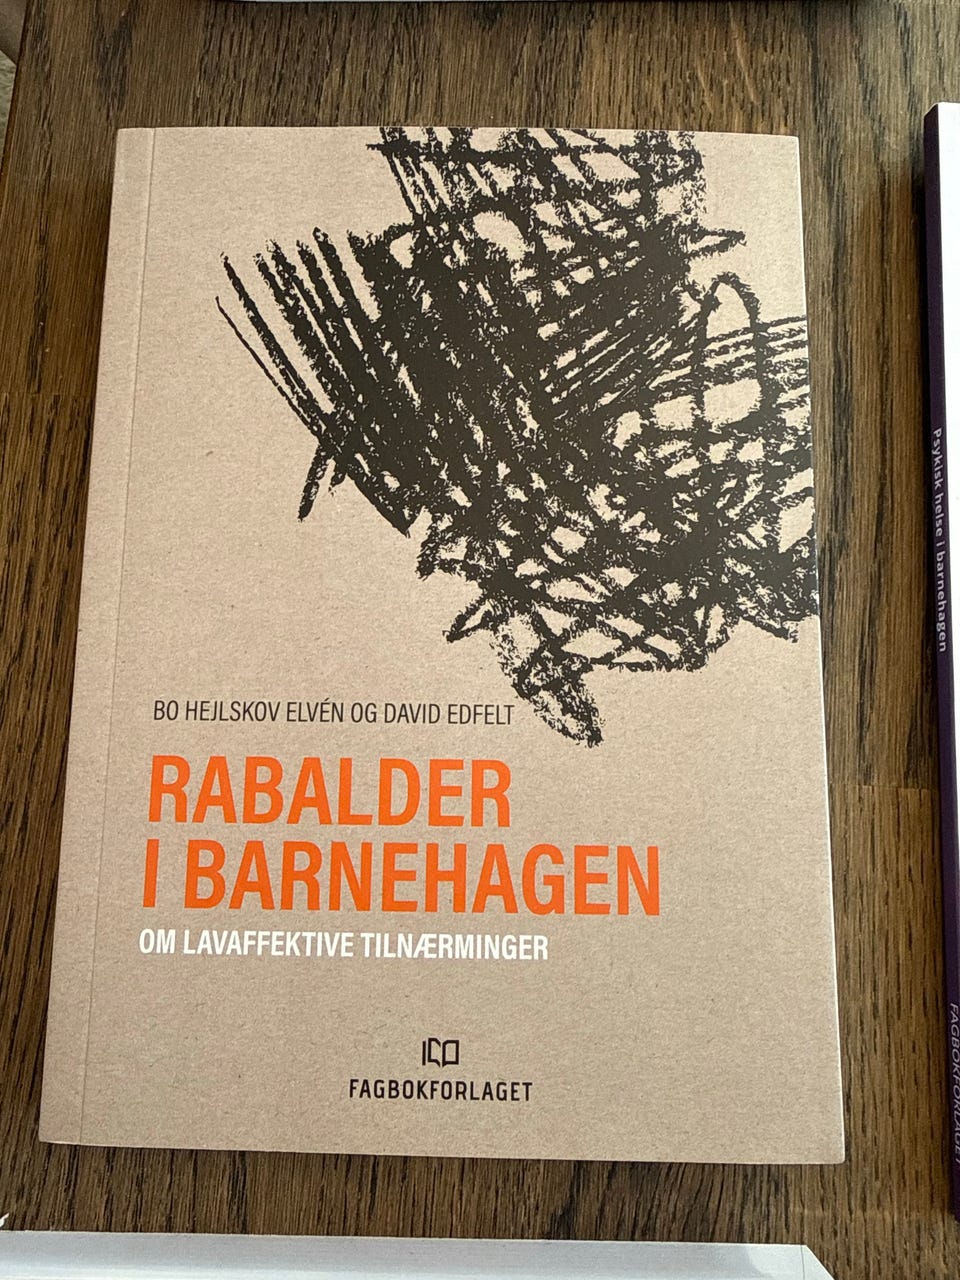 BO HEJLSKOV ELVÉN OG DAVID EDFELT
RABALDER
I BARNEHAGEN
OM LAVAFFEKTIVE TILNÆRMINGER
FAGBOKFORLAGET
Psykisk helse i barnehagen
FAGBOKFORLAGET